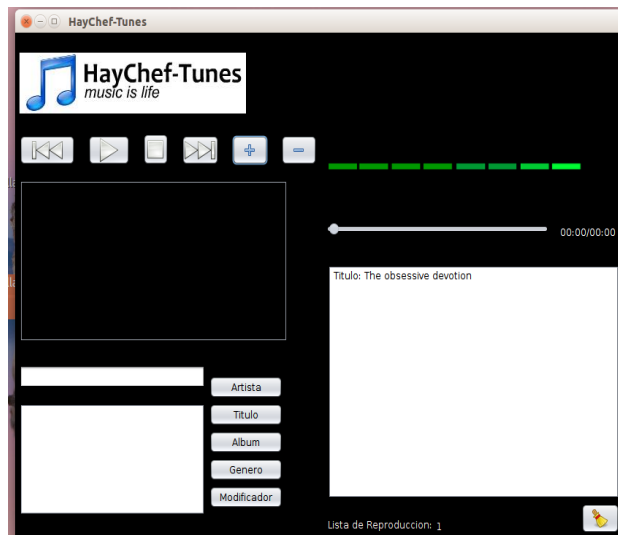 HayChef-Tunes
HayChef-Tunes
music is life
00:00/00:00
Titulo: The obsessive devotion
Artista
Titulo
Album
Genero
Modificador
Lista de Reproduccion: 1